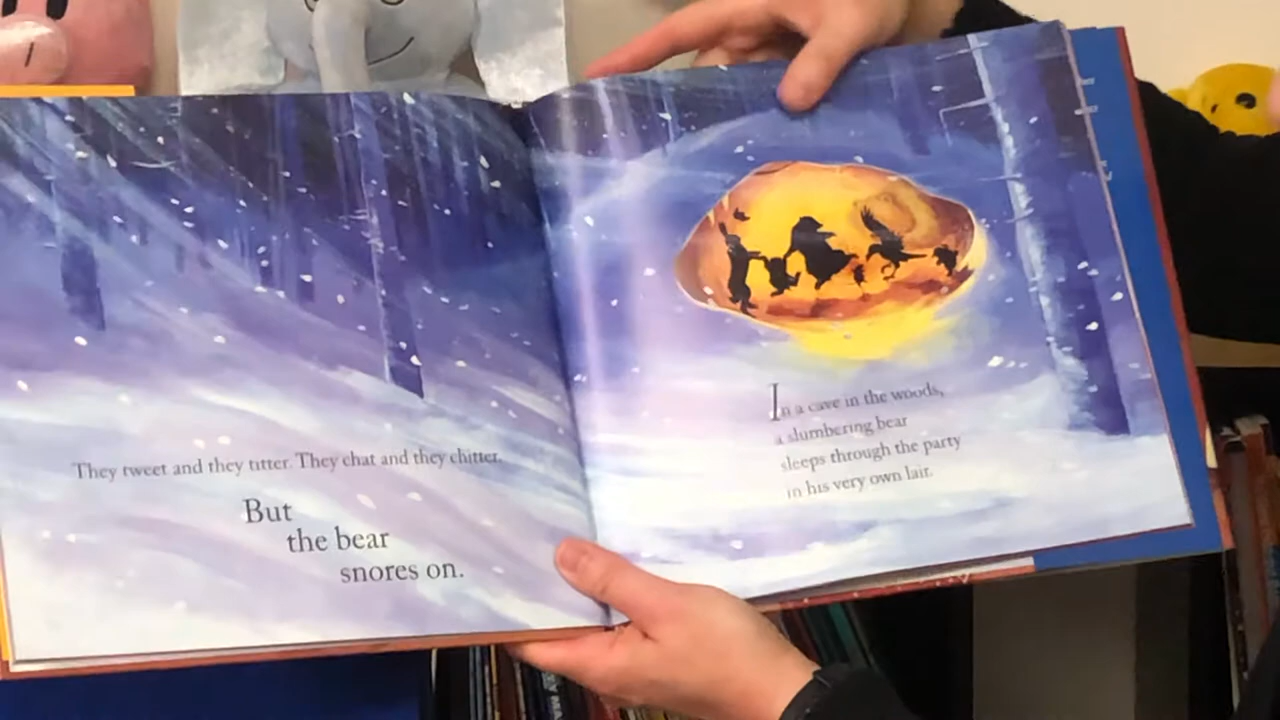 They tweet and they titter. They chat and they chitter.
But
the bear
snores on.
In a cave in the woods,
a slumbering bear
sleeps through the party
in his very own lair.